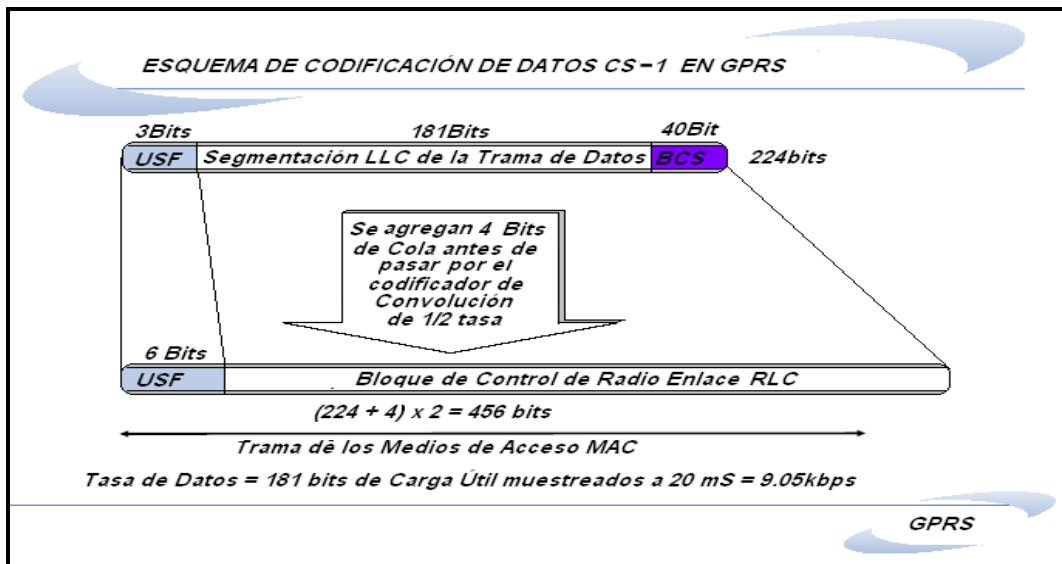 ESQUEMA DE CODIFICACIÓN DE DATOS CS-1 EN GPRS
3Bits 181Bits 40Bit
USF Segmentación LLC de la Trama de Datos BCS 224bits
Se agregan 4 Bits
de Cola antes de
pasar por el
codificador de
Convolución
de 1/2 tasa
6 Bits
USF Bloque de Control de Radio Enlace RLC
(224 + 4) x 2 = 456 bits
Trama de los Medios de Acceso MAC
Tasa de Datos = 181 bits de Carga Útil muestreados a 20 mS = 9.05kbps
GPRS